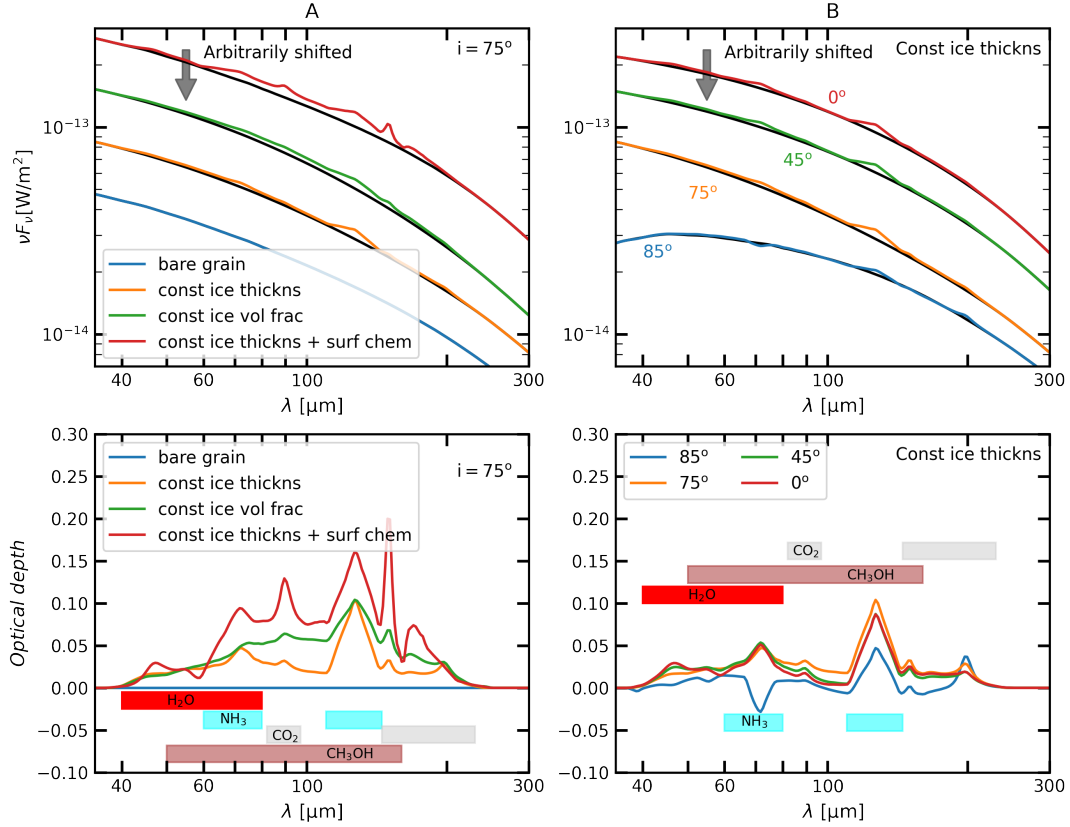 A
Arbitrarily shifted
i = 75°
10⁻¹³
10⁻¹⁴
νFν[W/m²]
bare grain
const ice thickns
const ice vol frac
const ice thickns + surf chem
40 60 100 300
λ [µm]
B
Arbitrarily shifted
Const ice thickns
0°
45°
75°
85°
10⁻¹³
10⁻¹⁴
40 60 100 300
λ [µm]
bare grain
const ice thickns
const ice vol frac
const ice thickns + surf chem
i = 75°
0.30
0.25
0.20
0.15
0.10
0.05
0.00
−0.05
−0.10
Optical depth
H₂O
NH₃
CO₂
CH₃OH
40 60 100 300
λ [µm]
85° 45°
75° 0°
Const ice thickns
0.30
0.25
0.20
0.15
0.10
0.05
0.00
−0.05
−0.10
CO₂
CH₃OH
H₂O
NH₃
40 60 100 300
λ [µm]